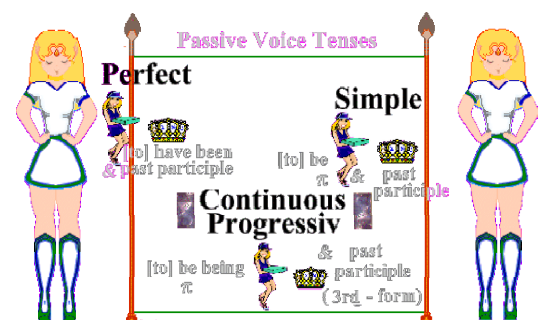 Passive Voice Tenses
Perfect
[to] have been
& past participle
Simple
[to] be
π & past
participle
Continuous
Progressiv
[to] be being
π
& past
participle
( 3rd - form)